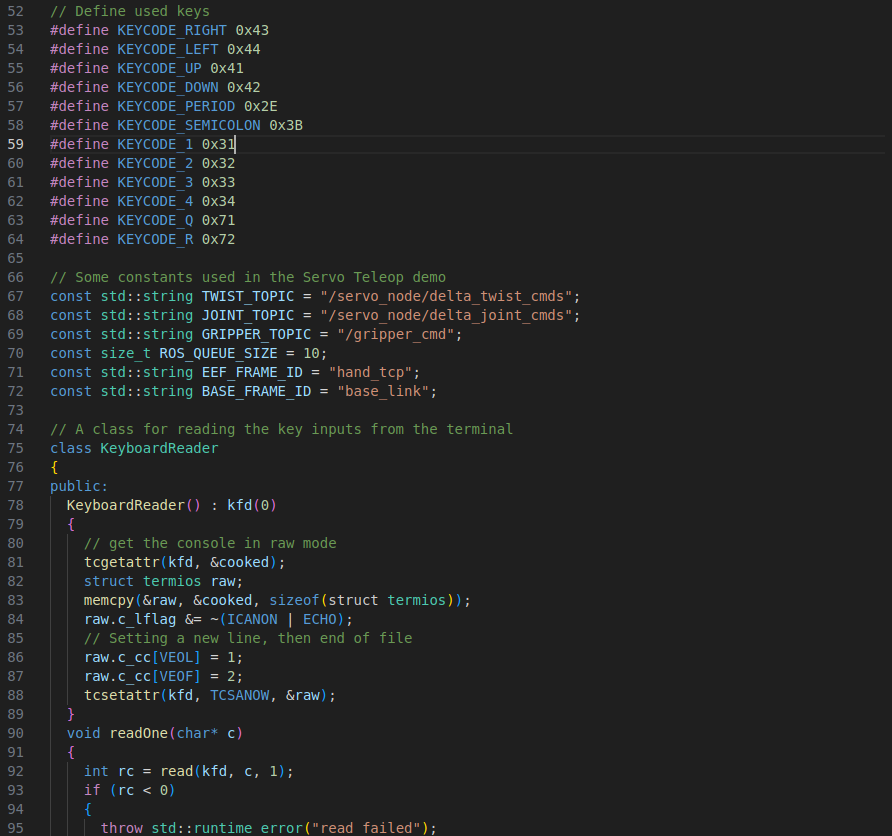 52 // Define used keys
53 #define KEYCODE_RIGHT 0x43
54 #define KEYCODE_LEFT 0x44
55 #define KEYCODE_UP 0x41
56 #define KEYCODE_DOWN 0x42
57 #define KEYCODE_PERIOD 0x2E
58 #define KEYCODE_SEMICOLON 0x3B
59 #define KEYCODE_1 0x31
60 #define KEYCODE_2 0x32
61 #define KEYCODE_3 0x33
62 #define KEYCODE_4 0x34
63 #define KEYCODE_Q 0x71
64 #define KEYCODE_R 0x72
65
66 // Some constants used in the Servo Teleop demo
67 const std::string TWIST_TOPIC = "/servo_node/delta_twist_cmds";
68 const std::string JOINT_TOPIC = "/servo_node/delta_joint_cmds";
69 const std::string GRIPPER_TOPIC = "/gripper_cmd";
70 const size_t ROS_QUEUE_SIZE = 10;
71 const std::string EEF_FRAME_ID = "hand_tcp";
72 const std::string BASE_FRAME_ID = "base_link";
73
74 // A class for reading the key inputs from the terminal
75 class KeyboardReader
76 {
77 public:
78   KeyboardReader() : kfd(0)
79   {
80     // get the console in raw mode
81     tcgetattr(kfd, &cooked);
82     struct termios raw;
83     memcpy(&raw, &cooked, sizeof(struct termios));
84     raw.c_lflag &= ~(ICANON | ECHO);
85     // Setting a new line, then end of file
86     raw.c_cc[VEOL] = 1;
87     raw.c_cc[VEOF] = 2;
88     tcsetattr(kfd, TCSANOW, &raw);
89   }
90   void readOne(char* c)
91   {
92     int rc = read(kfd, c, 1);
93     if (rc < 0)
94     {
95       throw std::runtime_error("read failed");